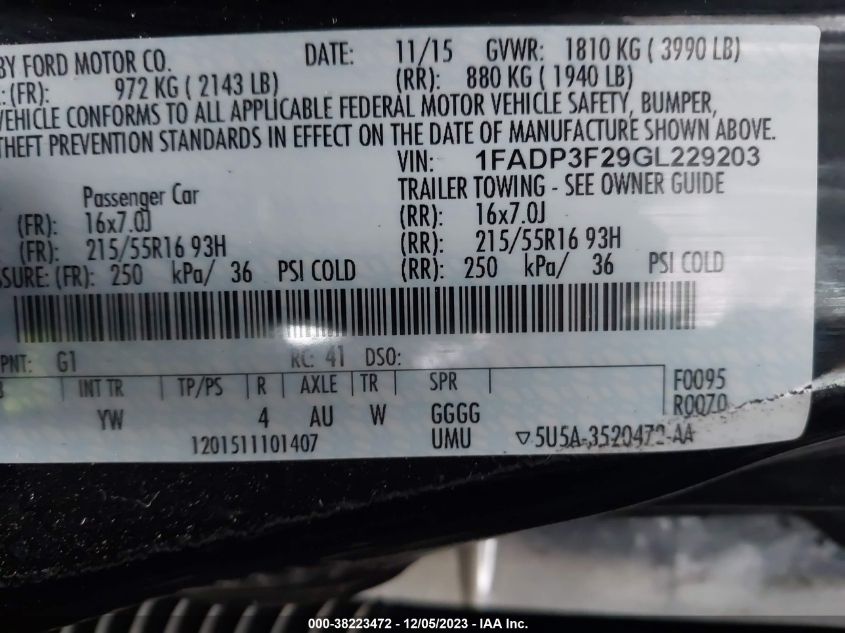 BY FORD MOTOR CO. DATE: 11/15 GVWR: 1810 KG ( 3990 LB)
(FR): 972 KG ( 2143 LB) (RR): 880 KG ( 1940 LB)
VEHICLE CONFORMS TO ALL APPLICABLE FEDERAL MOTOR VEHICLE SAFETY, BUMPER,
THEFT PREVENTION STANDARDS IN EFFECT ON THE DATE OF MANUFACTURE SHOWN ABOVE.
VIN: 1FADP3F29GL229203
Passenger Car TRAILER TOWING - SEE OWNER GUIDE
(FR): 16x7.0J (RR): 16x7.0J
(FR): 215/55R16 93H (RR): 215/55R16 93H
SSURE: (FR): 250 kPa/ 36 PSI COLD (RR): 250 kPa/ 36 PSI COLD
PNT: G1 RC: 41 DSO:
INT TR TP/PS R AXLE TR SPR F0095
YW 4 AU W GGGG R0070
1201511101407 UMU 5U5A-3520472-AA
000-38223472 - 12/05/2023 - IAA Inc.